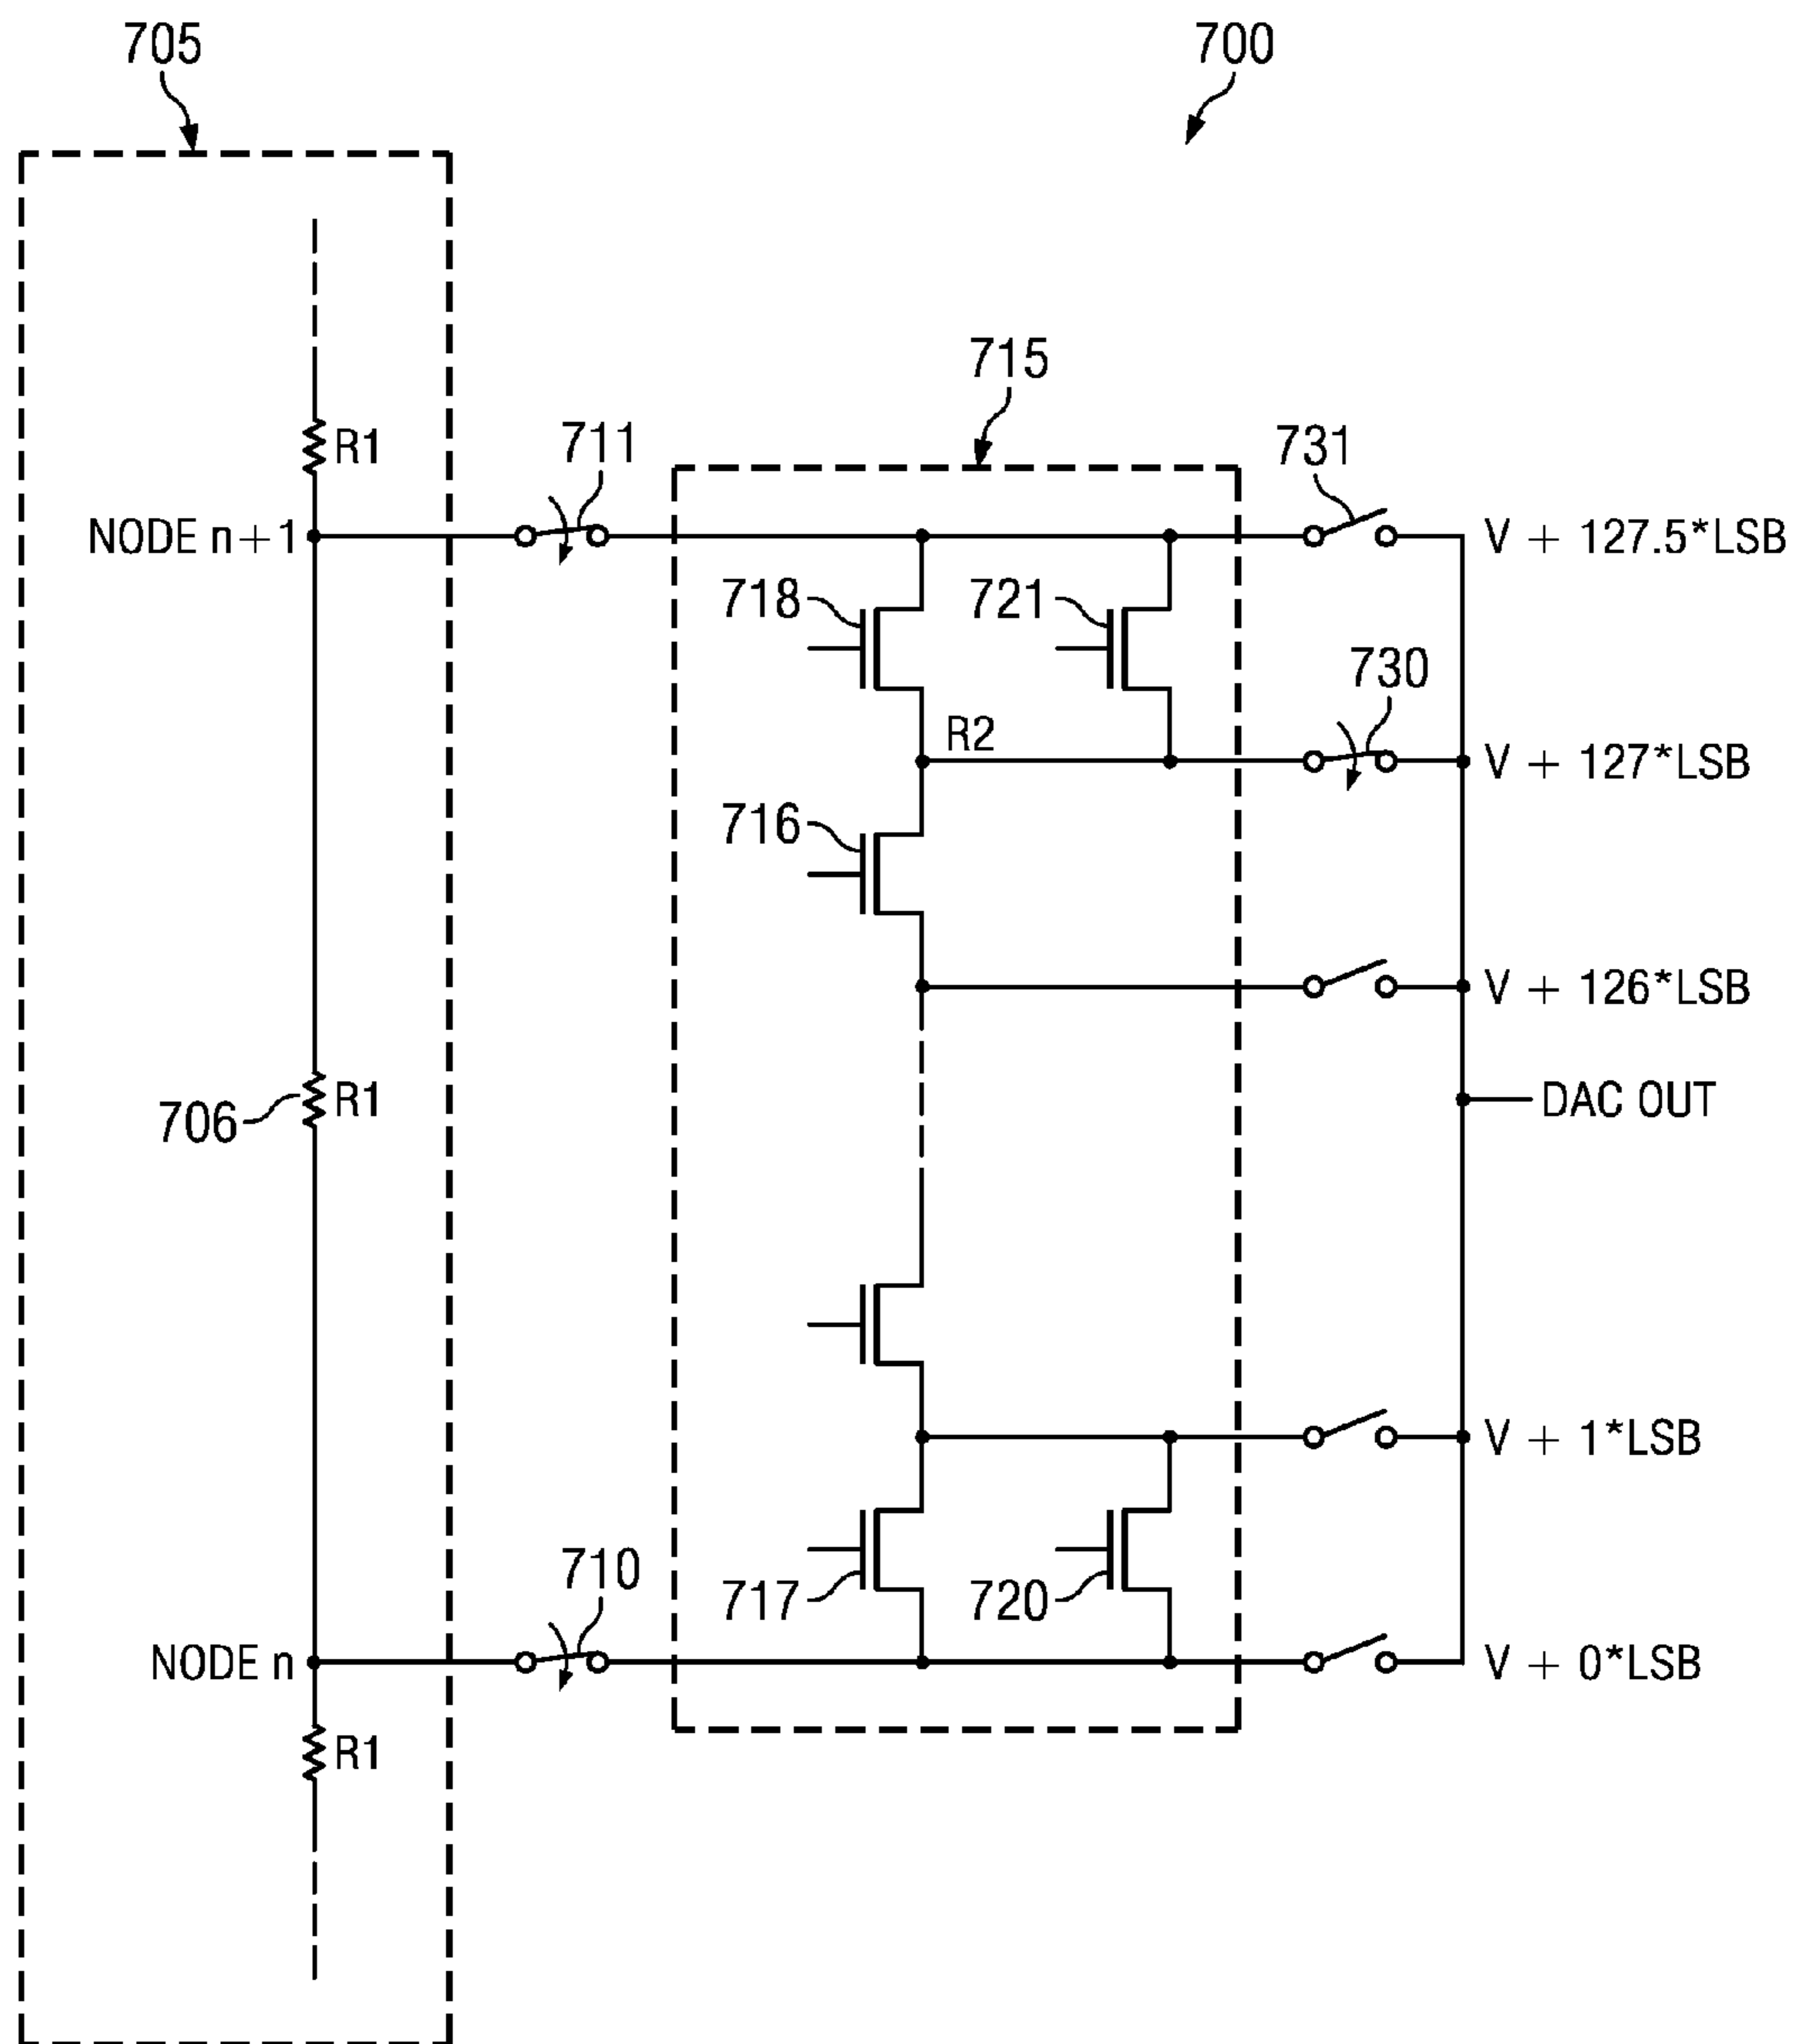 705
700
715
R1
711
731
NODE n+1
V + 127.5*LSB
718
721
730
R2
V + 127*LSB
716
V + 126*LSB
706
R1
DAC OUT
V + 1*LSB
710
717
720
NODE n
V + 0*LSB
R1